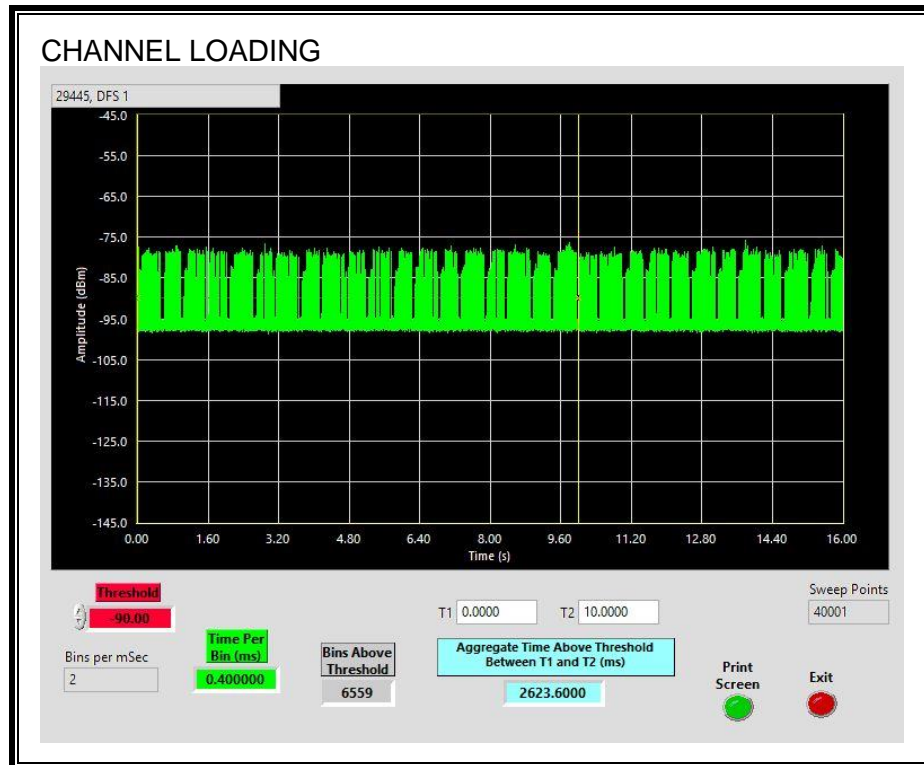 CHANNEL LOADING
29445, DFS 1
-45.0
-55.0
-65.0
-75.0
-85.0
-95.0
-105.0
-115.0
-125.0
-135.0
-145.0
Amplitude (dBm)
0.00 1.60 3.20 4.80 6.40 8.00 9.60 11.20 12.80 14.40 16.00
Time (s)
Threshold
-90.00
Bins per mSec
2
Time Per
Bin (ms)
0.400000
Bins Above
Threshold
6559
T1 0.0000 T2 10.0000
Aggregate Time Above Threshold
Between T1 and T2 (ms)
2623.6000
Sweep Points
40001
Print
Screen
Exit